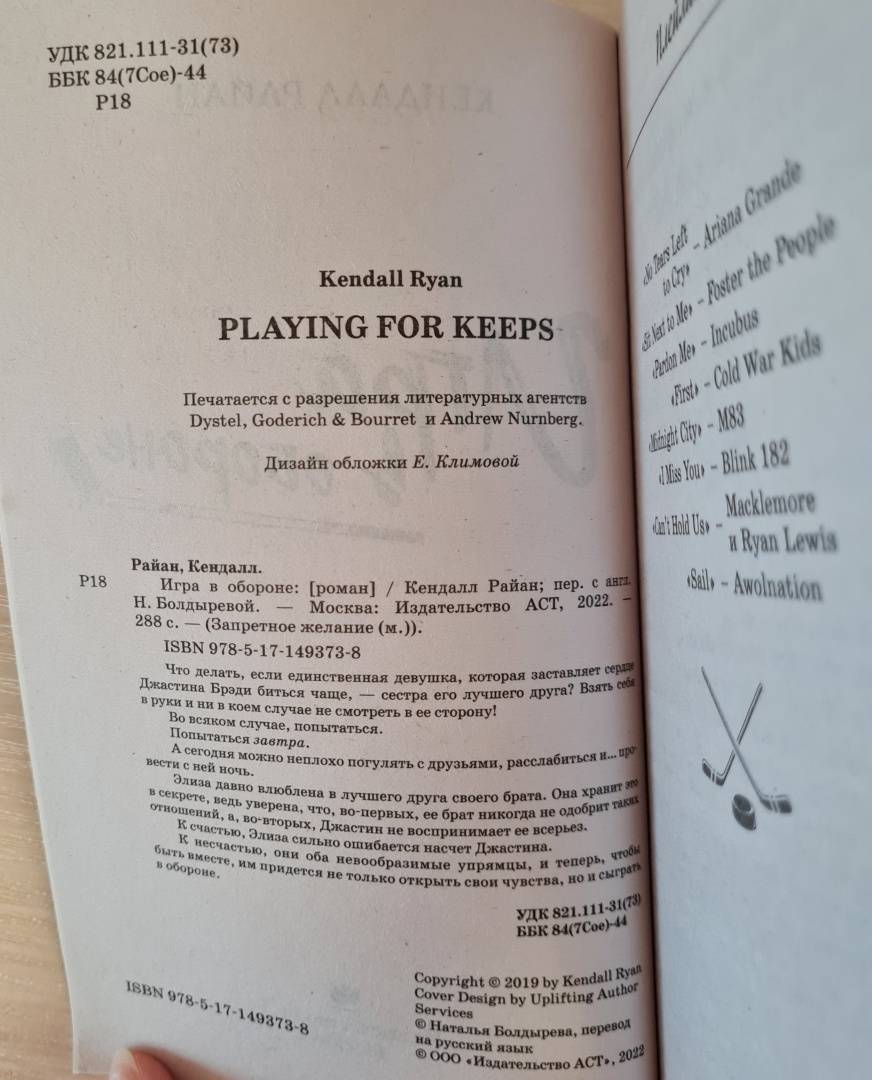 УДК 821.111-31(73)
ББК 84(7Сое)-44
Р18
Kendall Ryan
PLAYING FOR KEEPS
Печатается с разрешения литературных агентств
Dystel, Goderich & Bourret и Andrew Nurnberg.
Дизайн обложки Е. Климовой
Райан, Кендалл.
Р18 Игра в обороне: [роман] / Кендалл Райан; пер. с англ.
Н. Болдыревой. — Москва: Издательство АСТ, 2022. —
288 с. — (Запретное желание (м.)).
ISBN 978-5-17-149373-8
Что делать, если единственная девушка, которая заставляет сердце
Джастина Брэди биться чаще, — сестра его лучшего друга? Взять себя
в руки и ни в коем случае не смотреть в ее сторону!
Во всяком случае, попытаться.
Попытаться завтра.
А сегодня можно неплохо погулять с друзьями, расслабиться и... про-
вести с ней ночь.
Элиза давно влюблена в лучшего друга своего брата. Она хранит это
в секрете, ведь уверена, что, во-первых, ее брат никогда не одобрит таких
отношений, а, во-вторых, Джастин не воспринимает ее всерьез.
К счастью, Элиза сильно ошибается насчет Джастина.
К несчастью, они оба невообразимые упрямцы, и теперь, чтобы
быть вместе, им придется не только открыть свои чувства, но и сыграть
в обороне.
УДК 821.111-31(73)
ББК 84(7Сое)-44
ISBN 978-5-17-149373-8
Copyright © 2019 by Kendall Ryan
Cover Design by Uplifting Author
Services
© Наталья Болдырева, перевод
на русский язык
© ООО «Издательство АСТ», 2022
«No Tears Left
to Cry» – Ariana Grande
«Sit Next to Me» – Foster the People
«Pardon Me» – Incubus
«First» – Cold War Kids
«Midnight City» – M83
«I Miss You» – Blink 182
«Can't Hold Us» – Macklemore
и Ryan Lewis
«Sail» – Awolnation